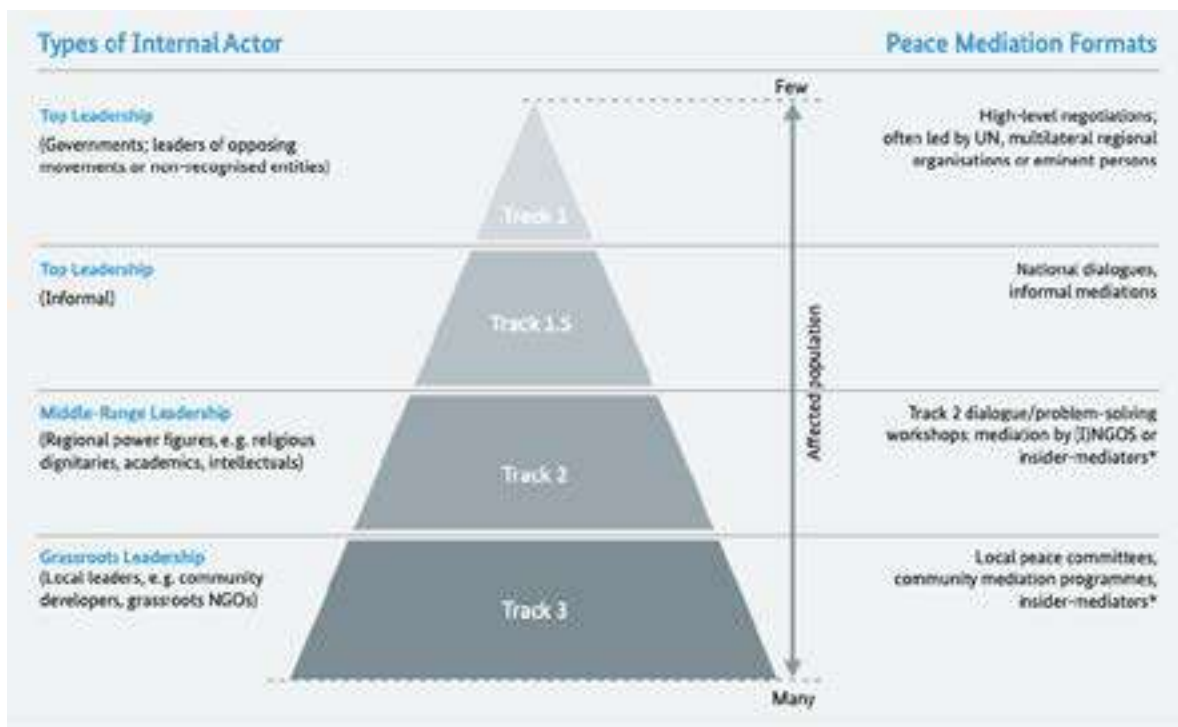 Types of Internal Actor
Peace Mediation Formats
Few
Top Leadership
(Governments; leaders of opposing
movements or non-recognised entities)
Track 1
High-level negotiations;
often led by UN, multilateral regional
organisations or eminent persons
Top Leadership
(Informal)
Track 1.5
National dialogues,
informal mediations
Affected population
Middle-Range Leadership
(Regional power figures, e.g. religious
dignitaries, academics, intellectuals)
Track 2
Track 2 dialogue/problem-solving
workshops; mediation by (I)NGOS or
insider-mediators*
Grassroots Leadership
(Local leaders, e.g. community
developers, grassroots NGOs)
Track 3
Local peace committees,
community mediation programmes,
insider-mediators*
Many